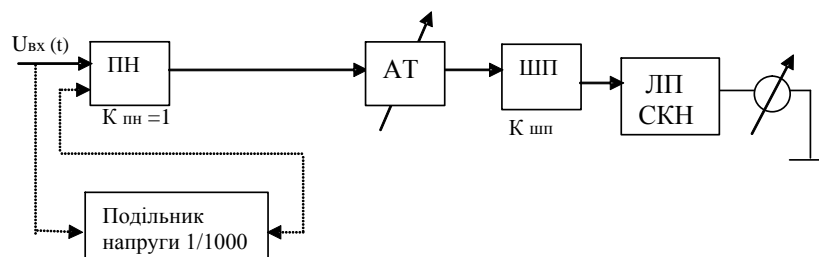 Uвх (t)
ПН
АТ
ШП
ЛП
СКН
К пн =1
К шп
Подільник
напруги 1/1000